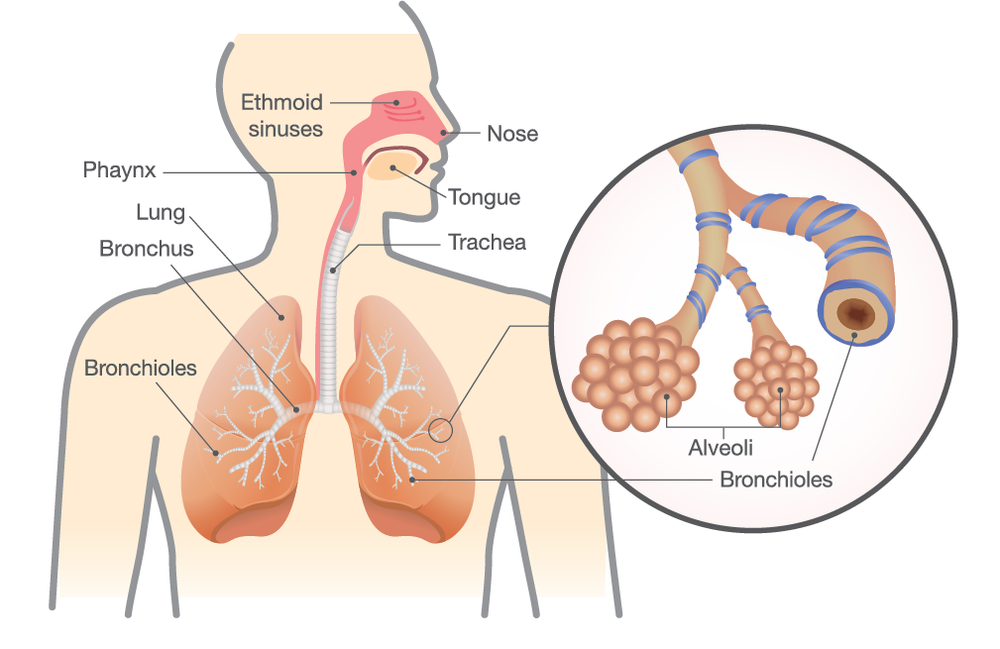 Ethmoid
sinuses
Nose
Phaynx
Tongue
Lung
Trachea
Bronchus
Bronchioles
Alveoli
Bronchioles